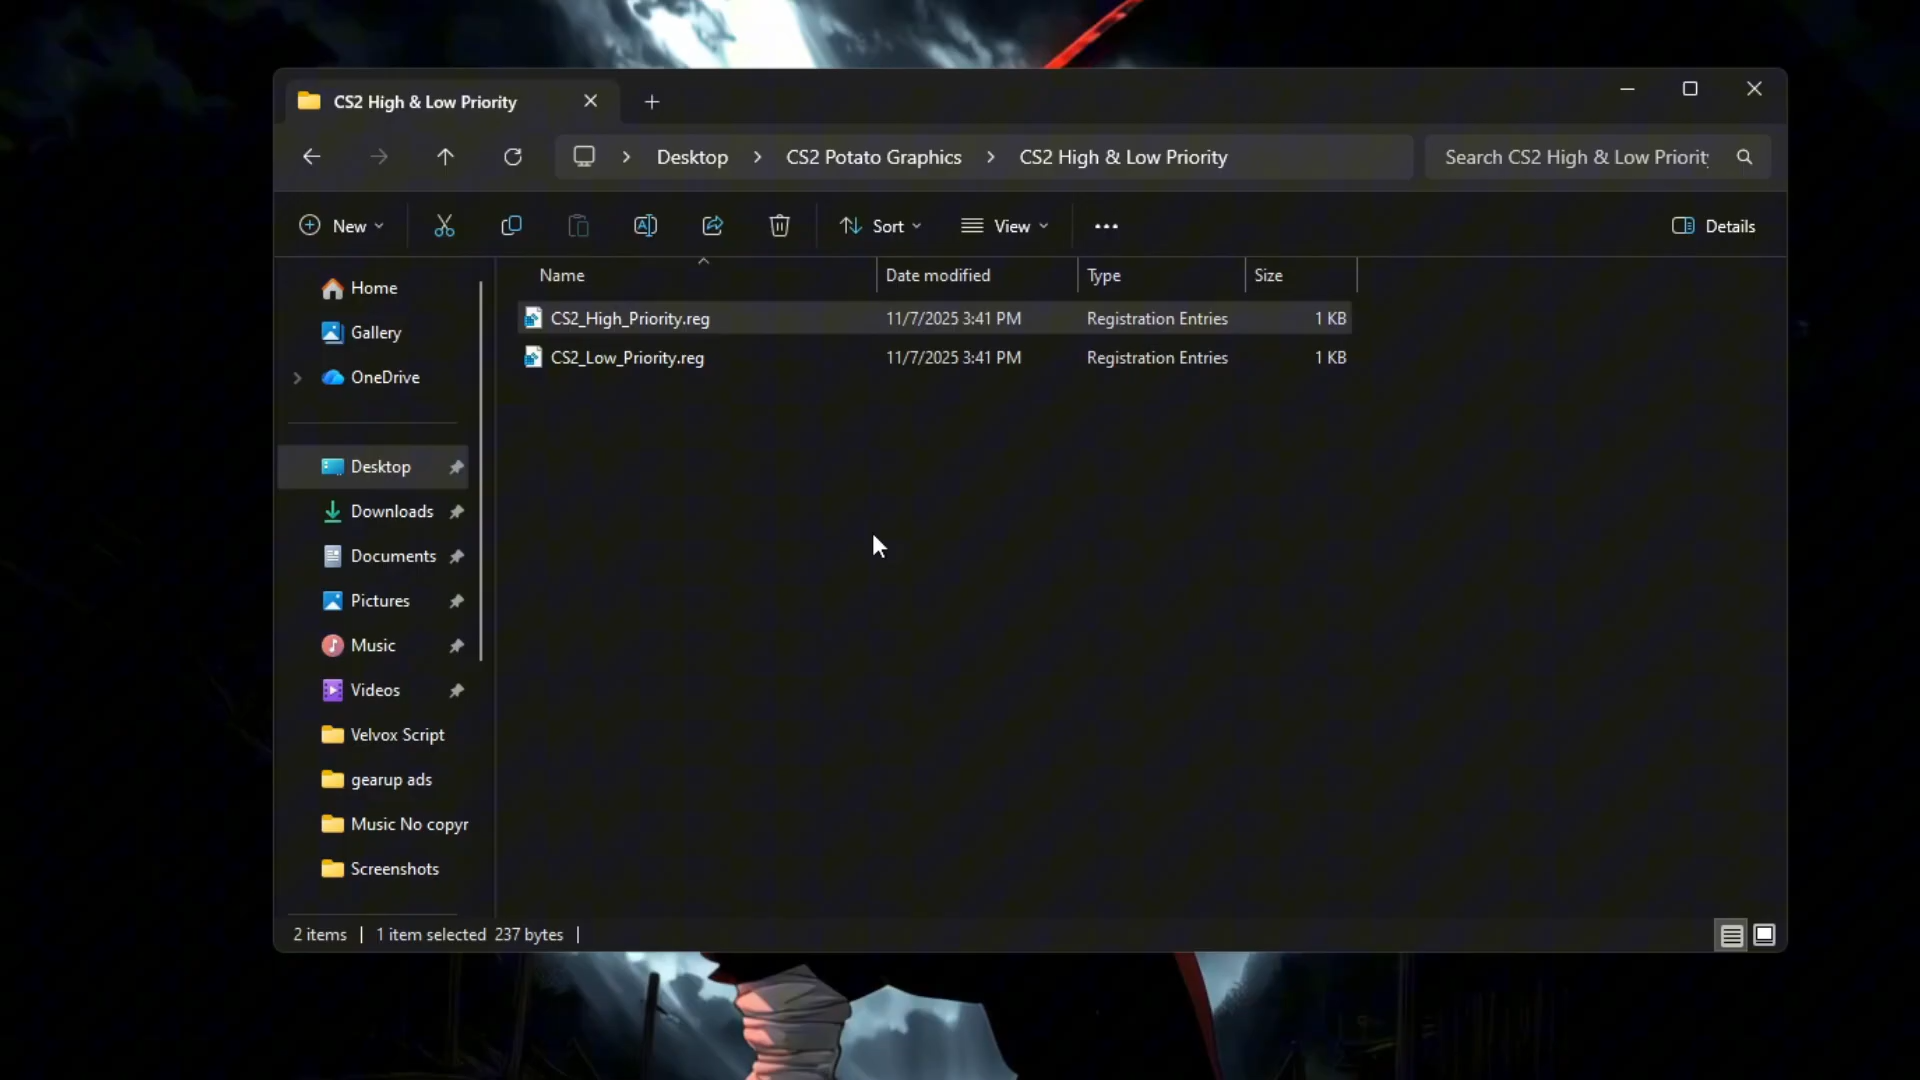 CS2 High & Low Priority
Desktop > CS2 Potato Graphics > CS2 High & Low Priority
Search CS2 High & Low Priorit
New
Sort
View
Details
Name Date modified Type Size
CS2_High_Priority.reg 11/7/2025 3:41 PM Registration Entries 1 KB
CS2_Low_Priority.reg 11/7/2025 3:41 PM Registration Entries 1 KB
Home
Gallery
OneDrive
Desktop
Downloads
Documents
Pictures
Music
Videos
Velvox Script
gearup ads
Music No copyr
Screenshots
2 items | 1 item selected 237 bytes |